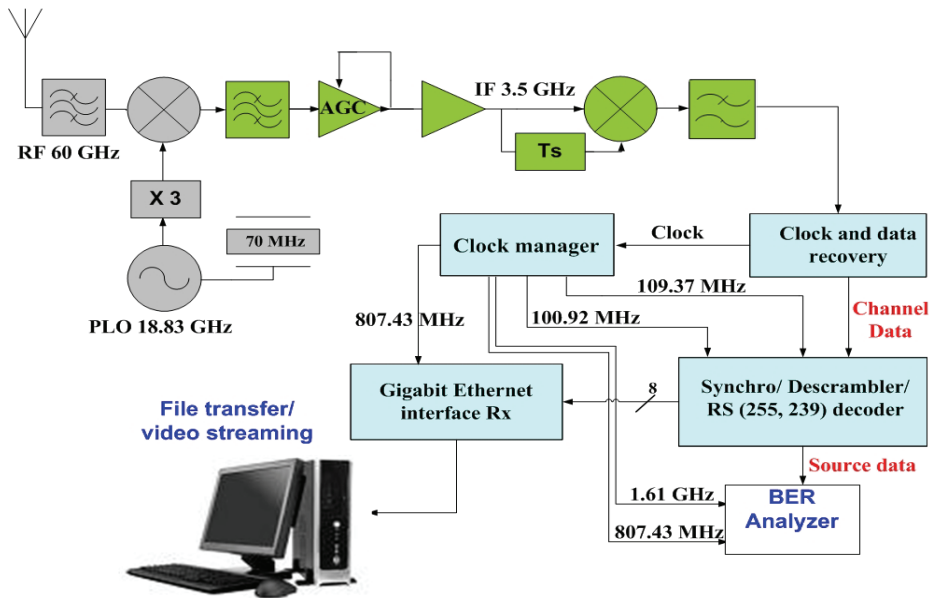 AGC
IF 3.5 GHz
RF 60 GHz
Ts
X 3
70 MHz
PLO 18.83 GHz
Clock manager
Clock
Clock and data
recovery
109.37 MHz
807.43 MHz
100.92 MHz
Channel
Data
Gigabit Ethernet
interface Rx
8
Synchro/ Descrambler/
RS (255, 239) decoder
File transfer/
video streaming
Source data
1.61 GHz
807.43 MHz
BER
Analyzer